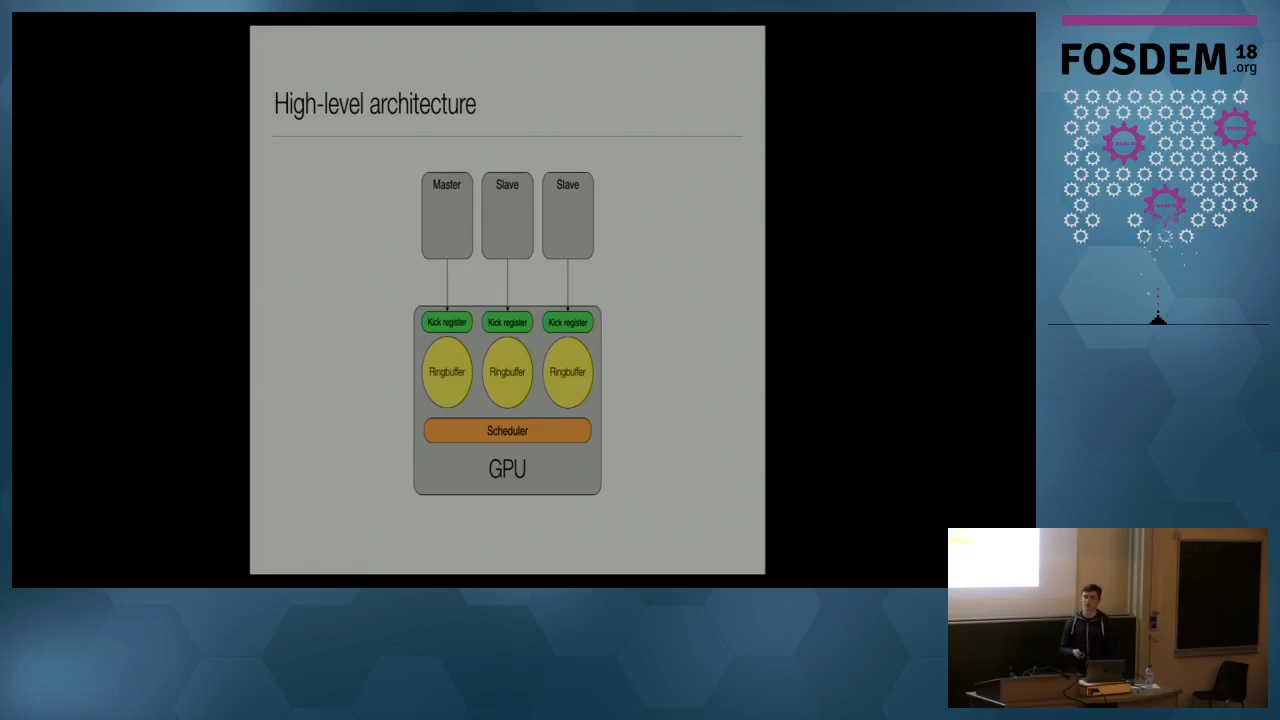 High-level architecture
Master
Slave
Slave
Kick register
Kick register
Kick register
Ringbuffer
Ringbuffer
Ringbuffer
Scheduler
GPU
FOSDEM 18
.org